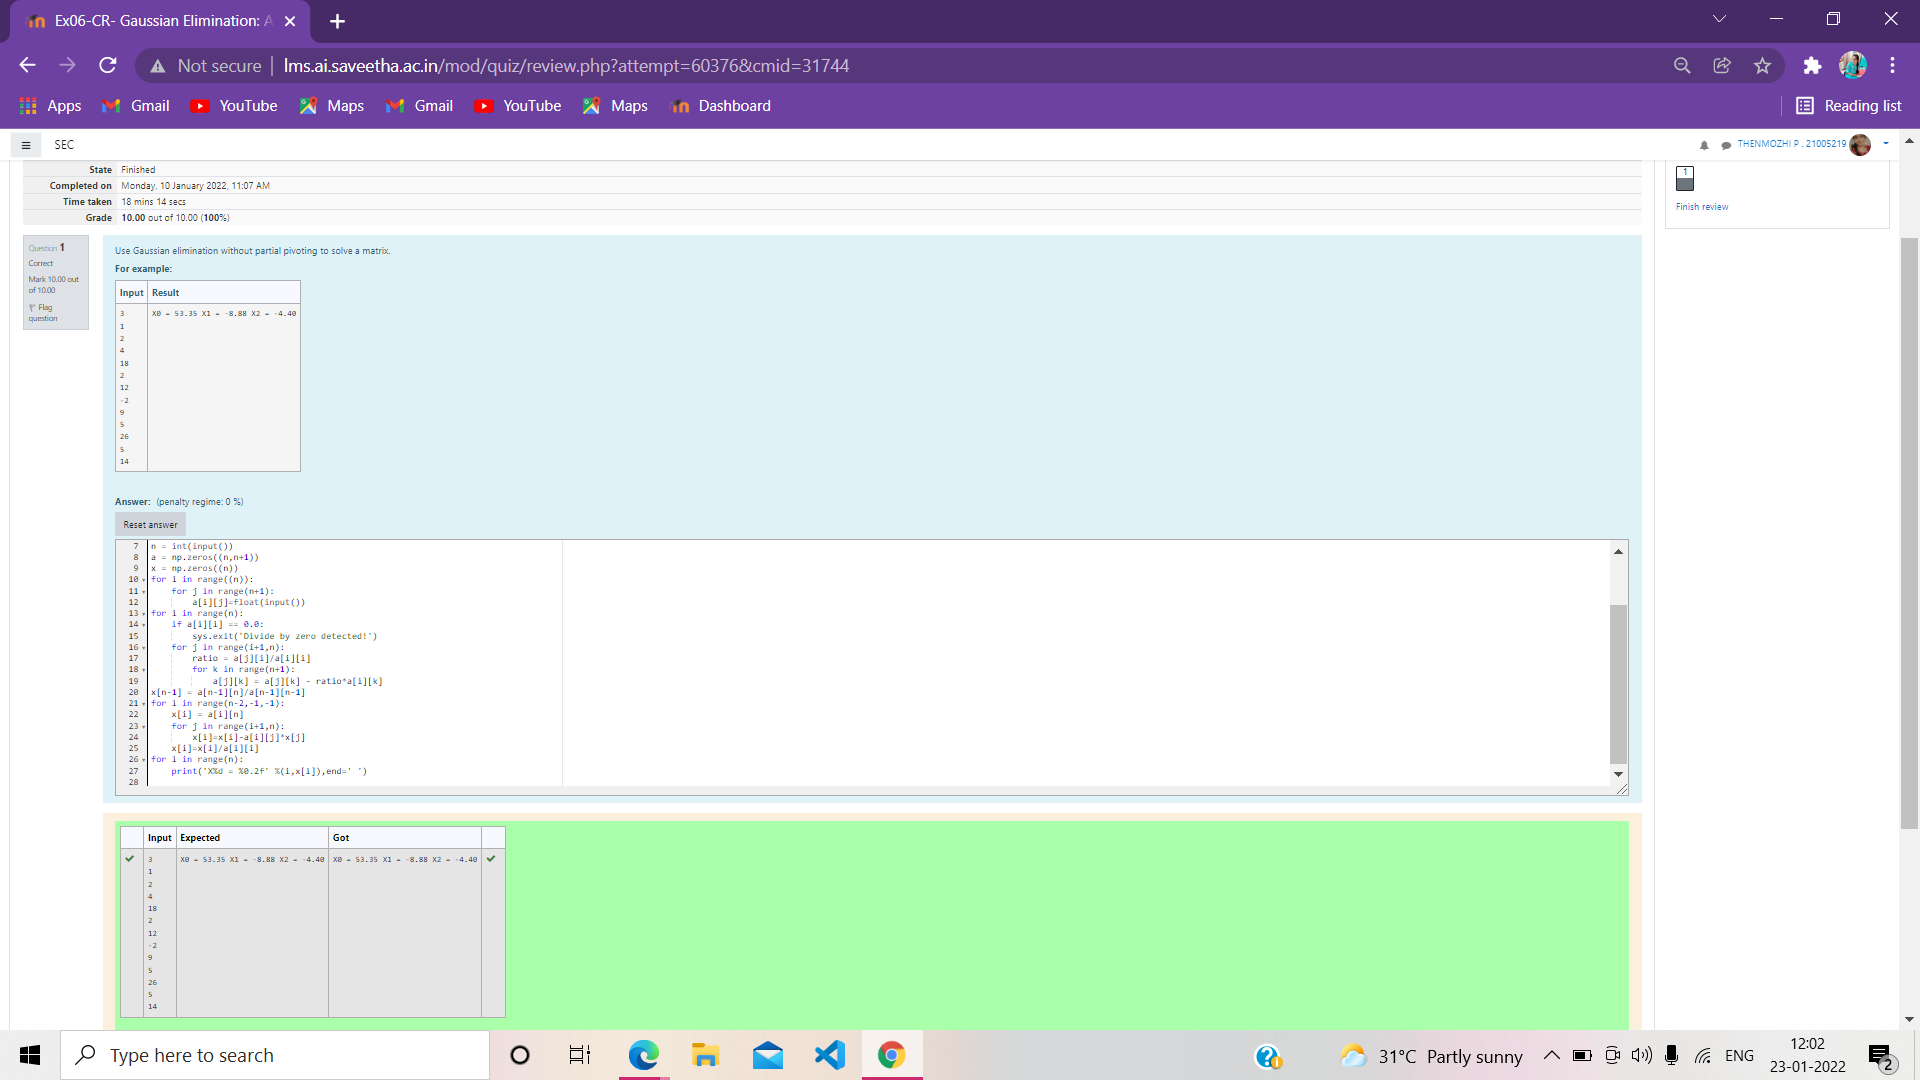 Ex06-CR- Gaussian Elimination: A
Not secure | lms.ai.saveetha.ac.in/mod/quiz/review.php?attempt=60376&cmid=31744
Apps Gmail YouTube Maps Gmail YouTube Maps Dashboard Reading list
SEC THENMOZHI P . 21005219
State Finished
Completed on Monday, 10 January 2022, 11:07 AM
Time taken 18 mins 14 secs
Grade 10.00 out of 10.00 (100%)
1
Finish review
Question 1
Correct
Mark 10.00 out
of 10.00
Flag
question
Use Gaussian elimination without partial pivoting to solve a matrix.
For example:
Input Result
3 X0 = 53.35 X1 = -8.88 X2 = -4.40
1
2
4
18
2
12
-2
9
5
26
5
14
Answer: (penalty regime: 0 %)
Reset answer
7 n = int(input())
8 a = np.zeros((n,n+1))
9 x = np.zeros((n))
10 for i in range((n)):
11 for j in range(n+1):
12 a[i][j]=float(input())
13 for i in range(n):
14 if a[i][i] == 0.0:
15 sys.exit('Divide by zero detected!')
16 for j in range(i+1,n):
17 ratio = a[j][i]/a[i][i]
18 for k in range(n+1):
19 a[j][k] = a[j][k] - ratio*a[i][k]
20 x[n-1] = a[n-1][n]/a[n-1][n-1]
21 for i in range(n-2,-1,-1):
22 x[i] = a[i][n]
23 for j in range(i+1,n):
24 x[i]=x[i]-a[i][j]*x[j]
25 x[i]=x[i]/a[i][i]
26 for i in range(n):
27 print('X%d = %0.2f' %(i,x[i]),end=' ')
28
Input Expected Got
3 X0 = 53.35 X1 = -8.88 X2 = -4.40 X0 = 53.35 X1 = -8.88 X2 = -4.40
1
2
4
18
2
12
-2
9
5
26
5
14
Type here to search
31°C Partly sunny
ENG
12:02
23-01-2022
2